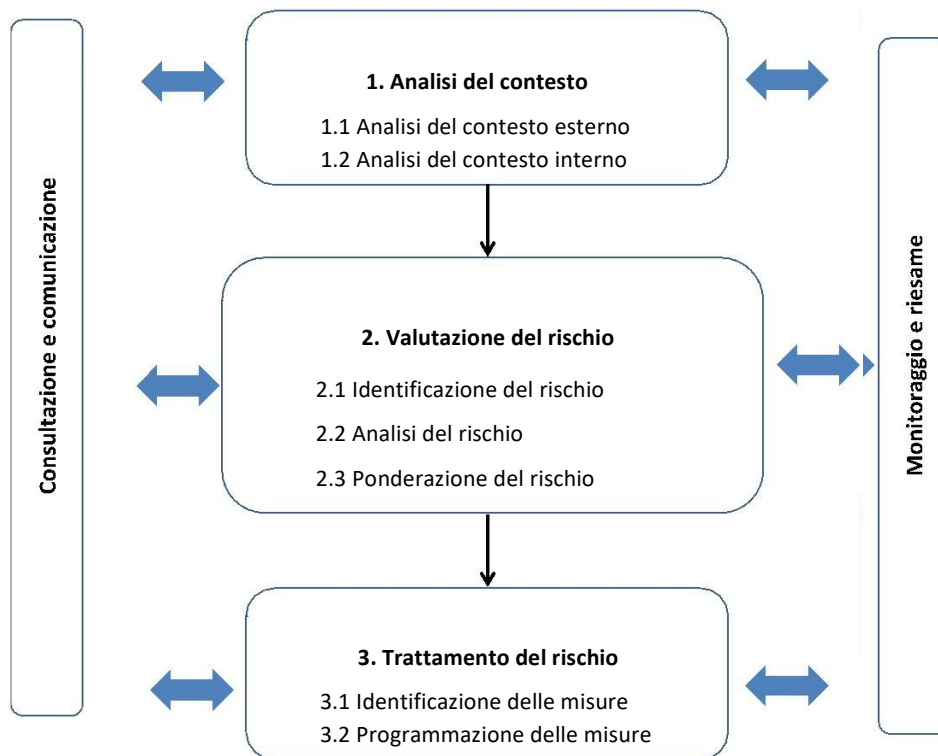 Consultazione e comunicazione
1. Analisi del contesto
1.1 Analisi del contesto esterno
1.2 Analisi del contesto interno
2. Valutazione del rischio
2.1 Identificazione del rischio
2.2 Analisi del rischio
2.3 Ponderazione del rischio
3. Trattamento del rischio
3.1 Identificazione delle misure
3.2 Programmazione delle misure
Monitoraggio e riesame